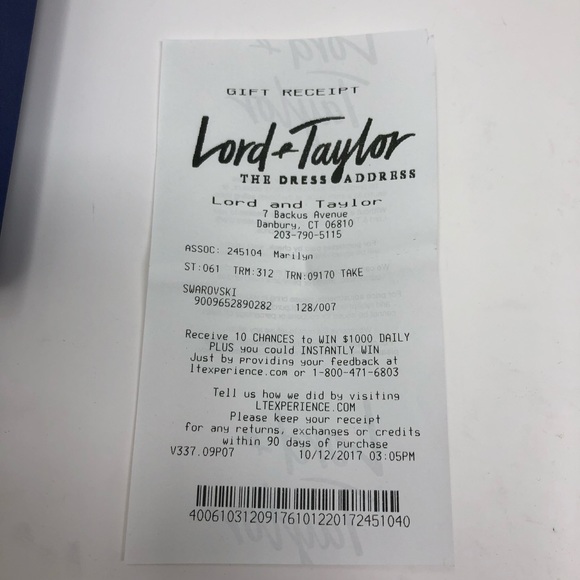 GIFT RECEIPT
Lord & Taylor
THE DRESS ADDRESS
Lord and Taylor
7 Backus Avenue
Danbury, CT 06810
203-790-5115
ASSOC: 245104 Marilyn
ST:061 TRM:312 TRN:09170 TAKE
SWAROVSKI
9009652890282 128/007
Receive 10 CHANCES to WIN $1000 DAILY
PLUS you could INSTANTLY WIN
Just by providing your feedback at
ltexperience.com or 1-800-471-6803
Tell us how we did by visiting
LTEXPERIENCE.COM
Please keep your receipt
for any returns, exchanges or credits
within 90 days of purchase
V337.09P07 10/12/2017 03:05PM
40061031209176101220172451040